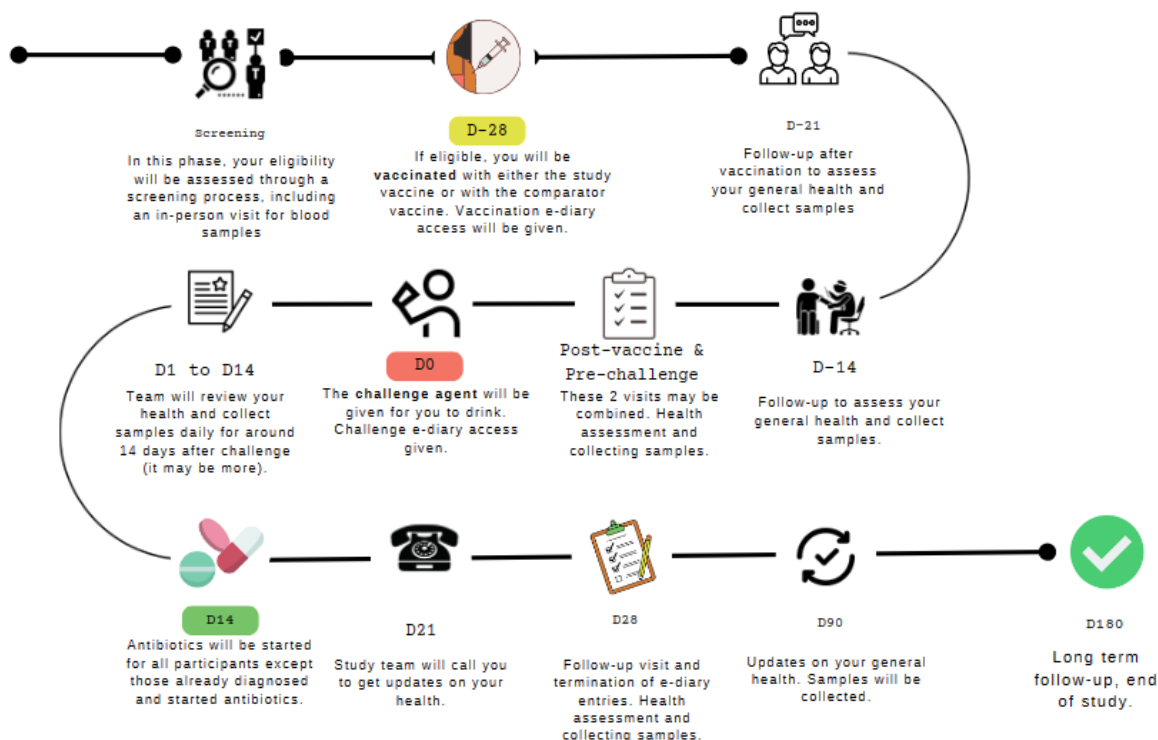 Screening
In this phase, your eligibility
will be assessed through a
screening process, including
an in-person visit for blood
samples
D-28
If eligible, you will be
vaccinated with either the study
vaccine or with the comparator
vaccine. Vaccination e-diary
access will be given.
D-21
Follow-up after
vaccination to assess
your general health and
collect samples
D1 to D14
Team will review your
health and collect
samples daily for around
14 days after challenge
(it may be more).
D0
The challenge agent will be
given for you to drink.
Challenge e-diary access
given.
Post-vaccine &
Pre-challenge
These 2 visits may be
combined. Health
assessment and
collecting samples.
D-14
Follow-up to assess your
general health and collect
samples.
D14
Antibiotics will be started
for all participants except
those already diagnosed
and started antibiotics.
D21
Study team will call you
to get updates on your
health.
D28
Follow-up visit and
termination of e-diary
entries. Health
assessment and
collecting samples.
D90
Updates on your general
health. Samples will be
collected.
D180
Long term
follow-up, end
of study.